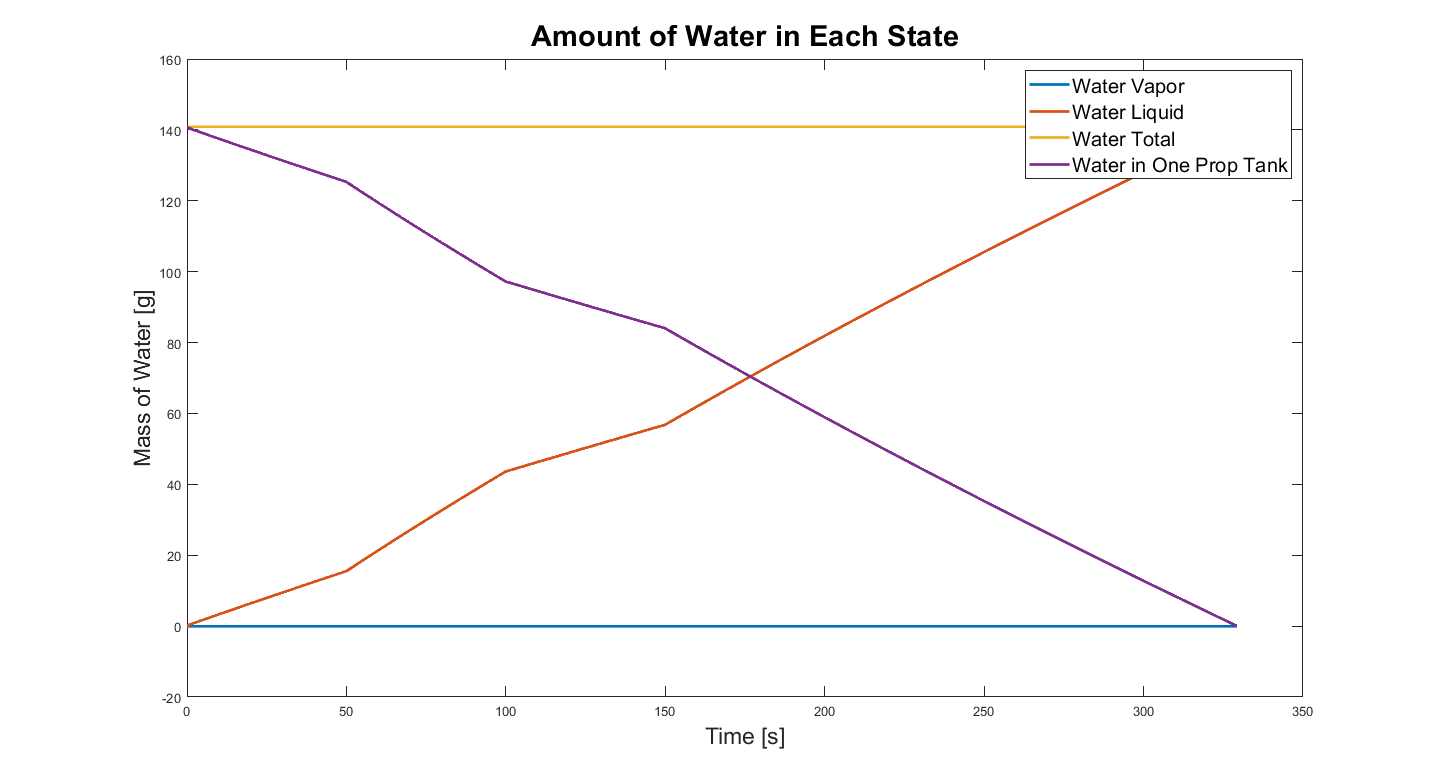 Amount of Water in Each State
160
140
120
100
80
60
40
20
0
-20
Mass of Water [g]
Water Vapor
Water Liquid
Water Total
Water in One Prop Tank
0 50 100 150 200 250 300 350
Time [s]